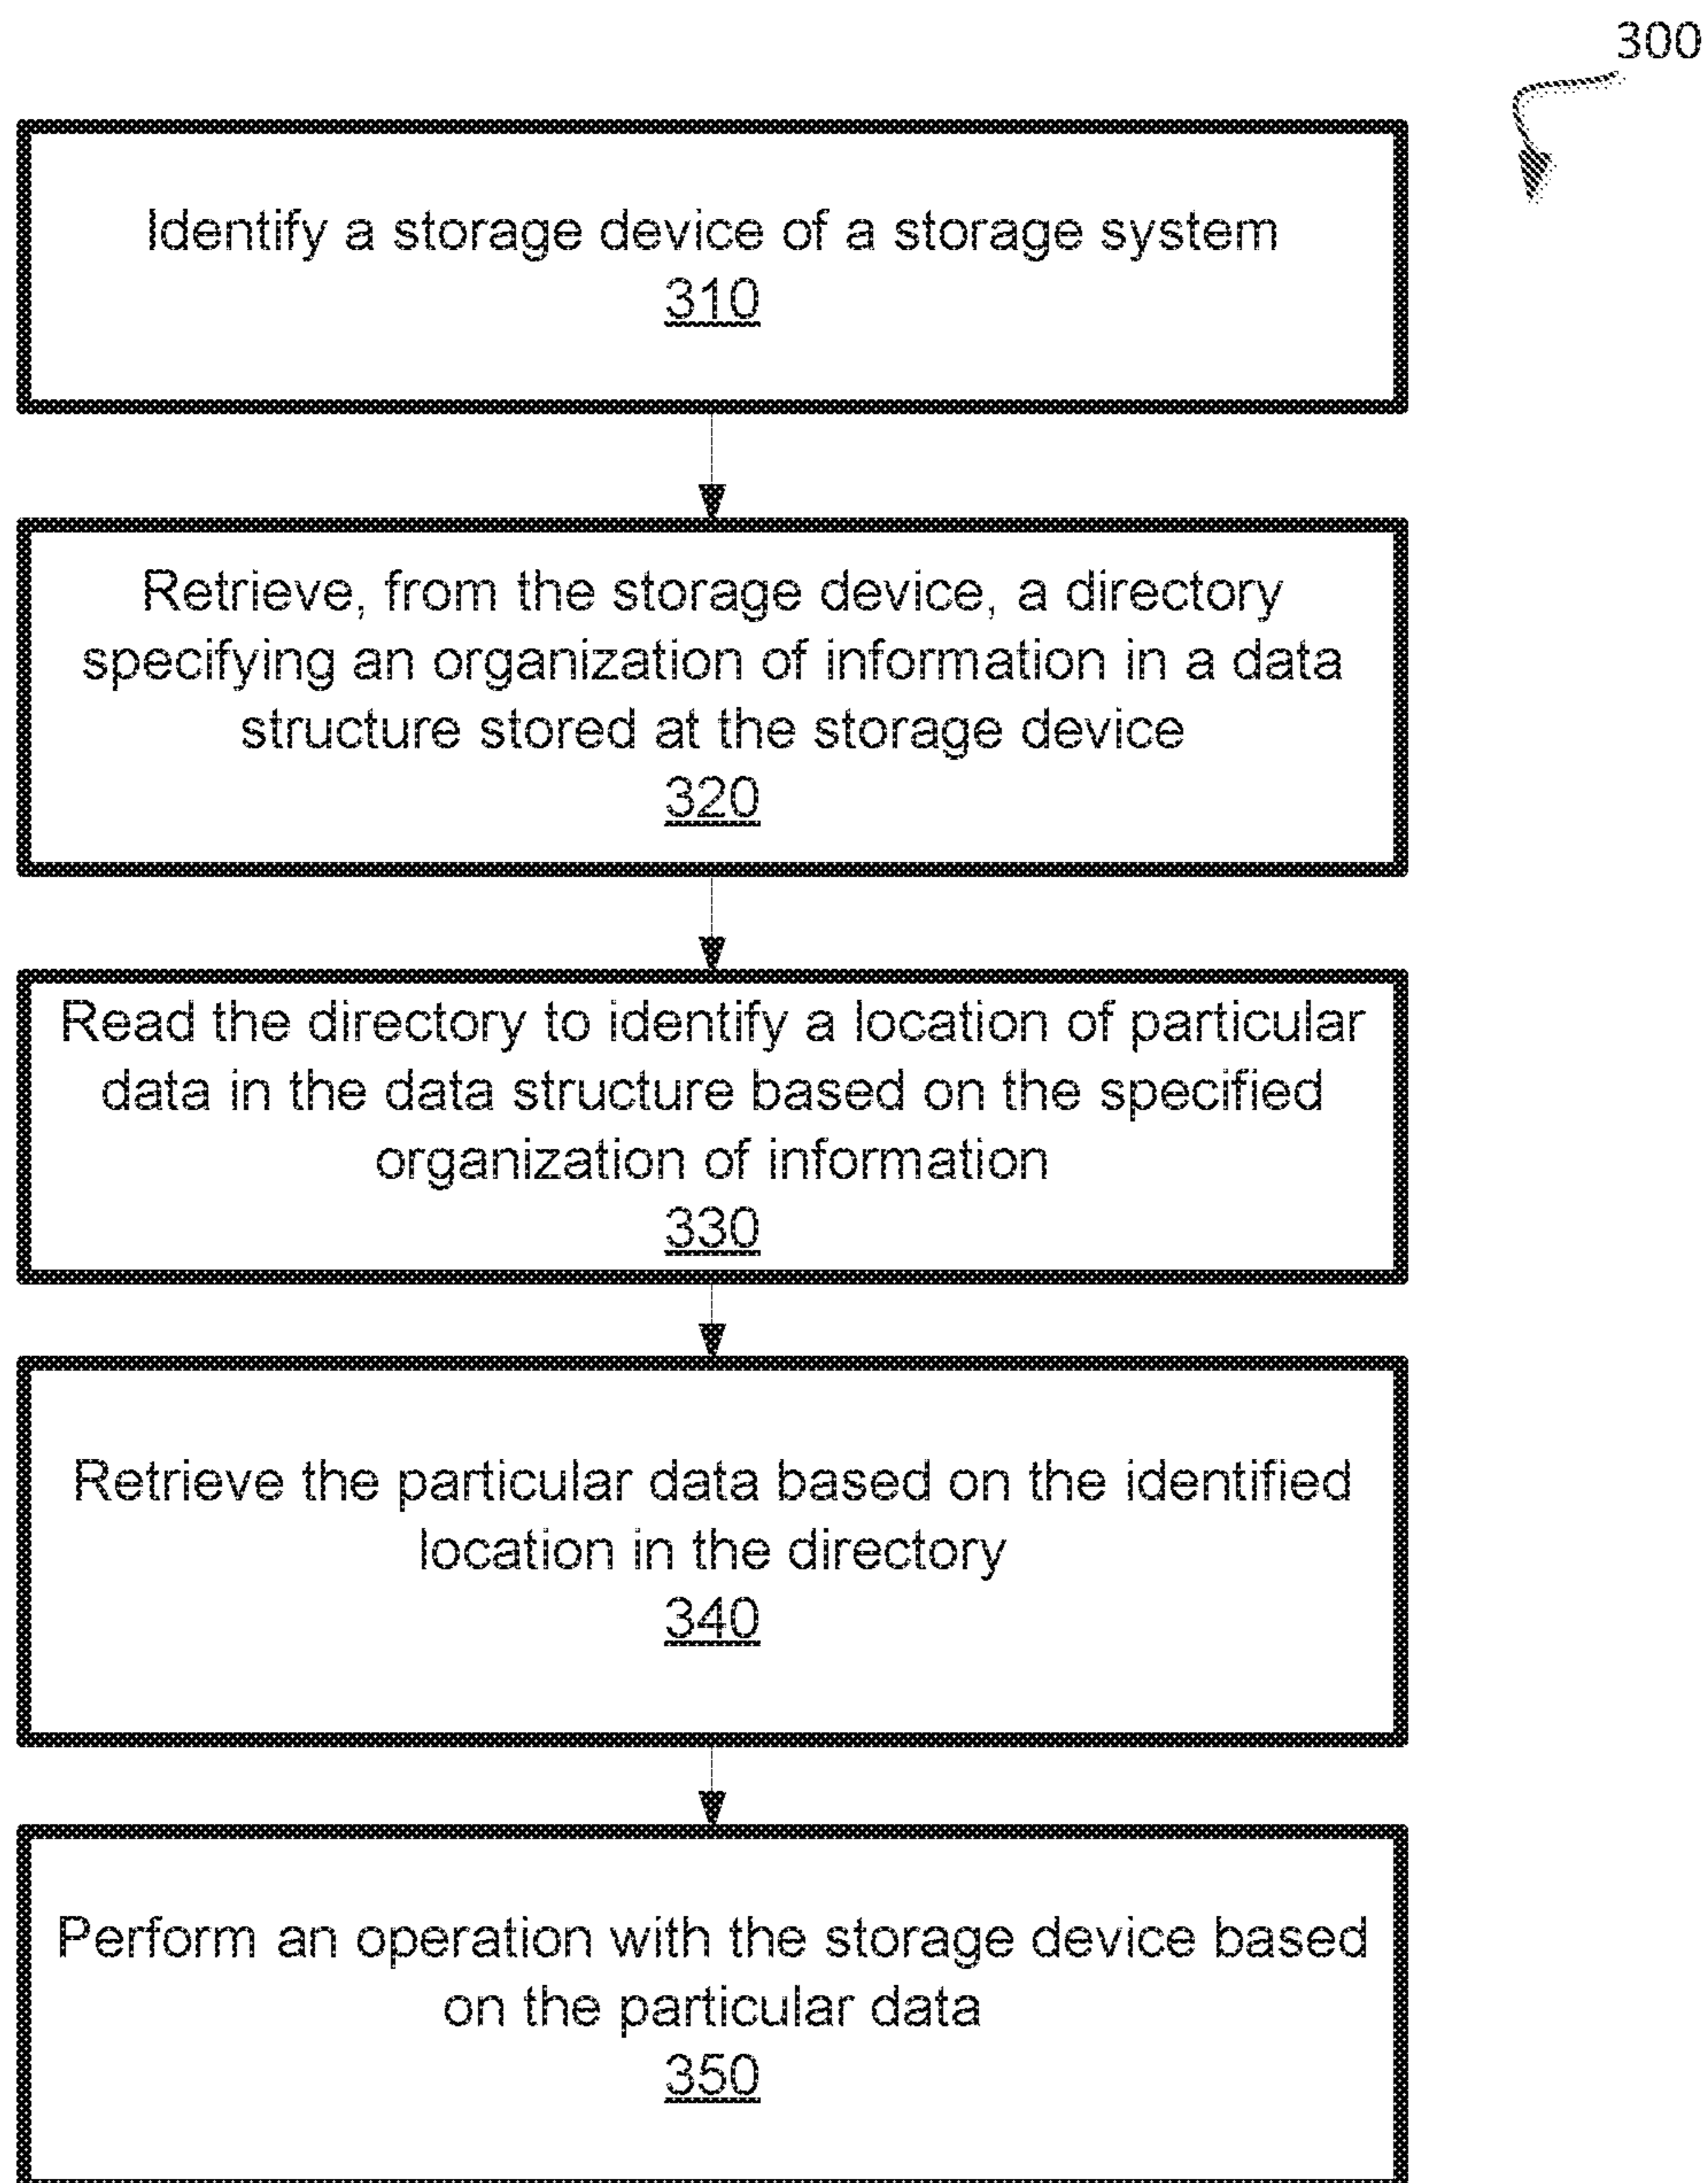 300
Identify a storage device of a storage system
310
Retrieve, from the storage device, a directory
specifying an organization of information in a data
structure stored at the storage device
320
Read the directory to identify a location of particular
data in the data structure based on the specified
organization of information
330
Retrieve the particular data based on the identified
location in the directory
340
Perform an operation with the storage device based
on the particular data
350